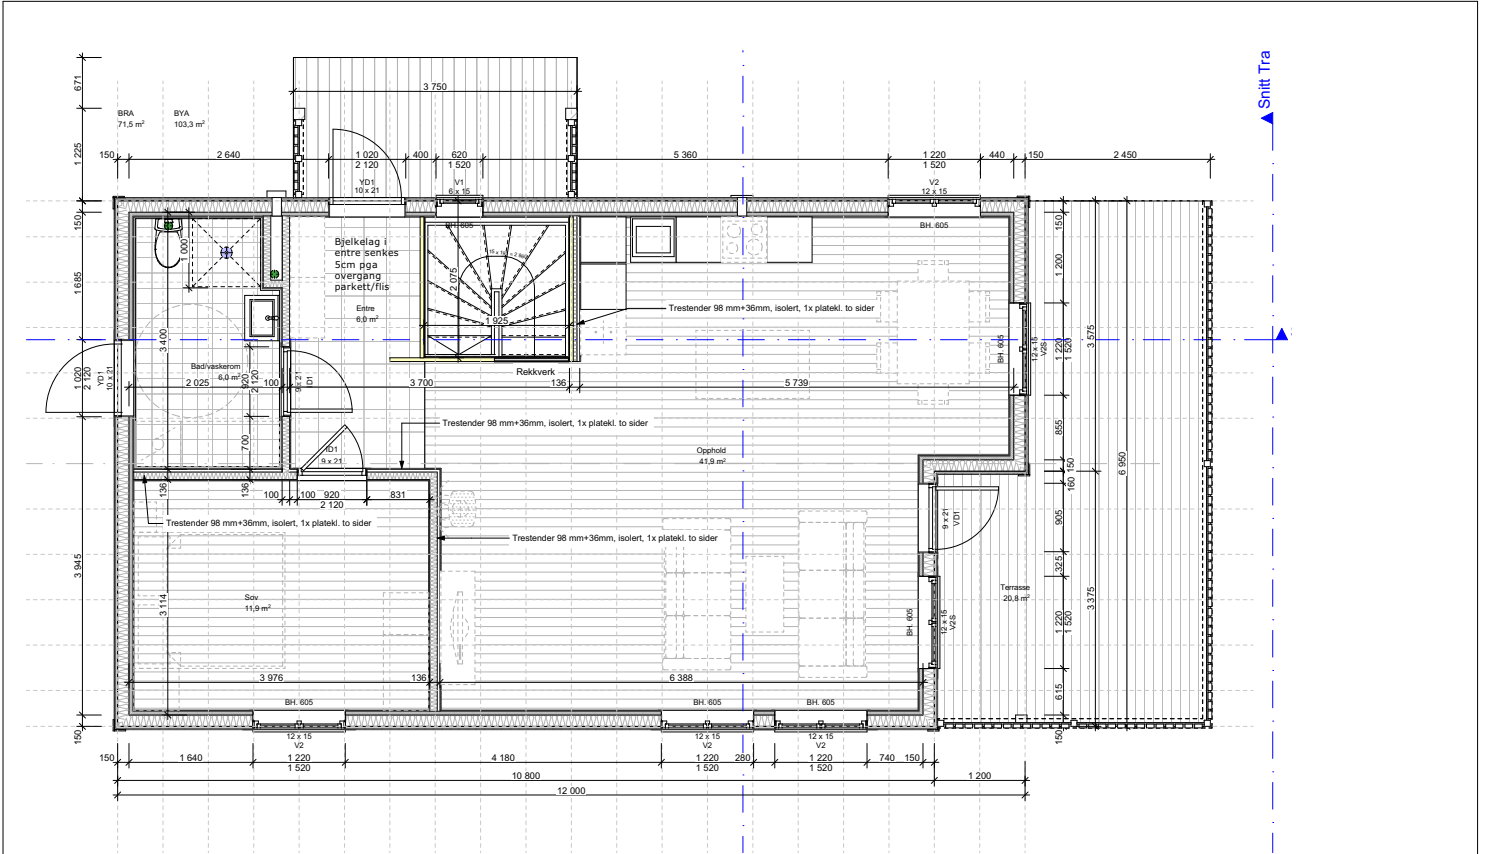 Snitt Tra
671
3 750
BRA
71,5 m²
BYA
103,3 m²
1 225
150
2 640
1 020
2 120
400
620
1 520
5 360
1 220
1 520
440
150
2 450
YD1
10 x 21
V1
6 x 15
V2
12 x 15
150
BH. 605
BH. 605
150
Bjelkelag i
entre senkes
5cm pga
overgang
parkett/flis
1 000
2 075
1 685
1 200
Entre
6,0 m²
1 925
Trestender 98 mm+36mm, isolert, 1x platekl. to sider
3 400
3 575
BH. 605
1 220
1 520
12 x 15
V2S
Bad/vaskerom
6,0 m²
Rekkverk
1 020
2 120
YD1
10 x 21
2 025
920
2 120
100
9 x 21
ID1
3 700
136
5 739
Trestender 98 mm+36mm, isolert, 1x platekl. to sider
700
855
ID1
9 x 21
Opphold
41,9 m²
150
160
6 950
136
136
100
100
920
2 120
831
905
9 x 21
VD1
Trestender 98 mm+36mm, isolert, 1x platekl. to sider
Trestender 98 mm+36mm, isolert, 1x platekl. to sider
325
3 945
3 114
Sov
11,9 m²
Terrasse
20,8 m²
3 375
BH. 605
12 x 15
V2S
1 220
1 520
3 976
136
6 388
615
BH. 605
BH. 605
BH. 605
150
150
12 x 15
V2
12 x 15
V2
12 x 15
V2
150
1 640
1 220
1 520
4 180
1 220
1 520
280
1 220
1 520
740
150
10 800
1 200
12 000